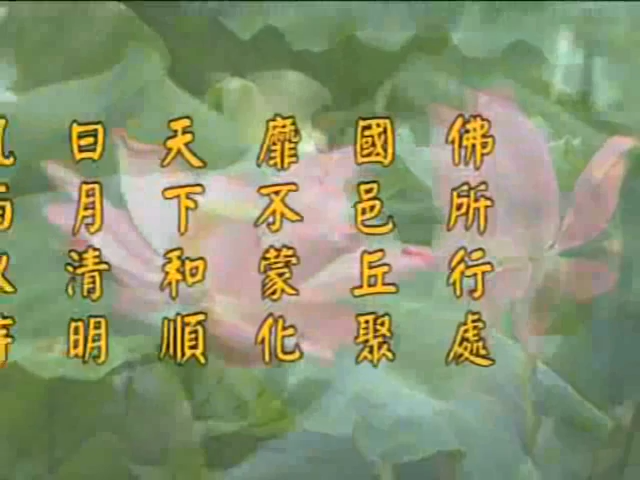 佛所行處
國邑丘聚
靡不蒙化
天下和順
日月清明